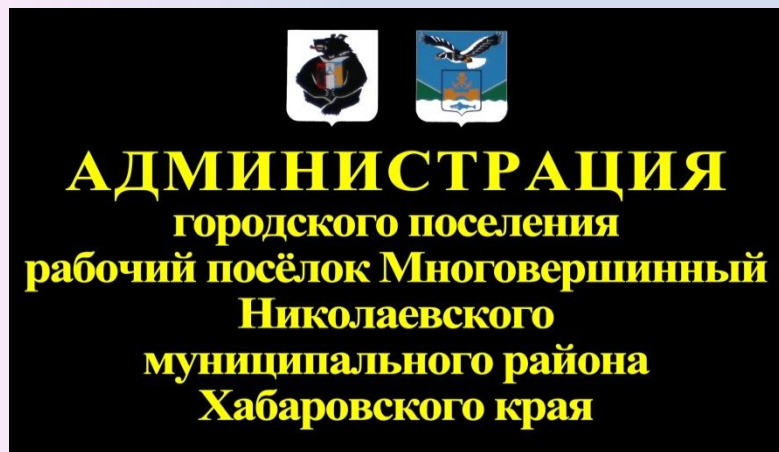 АДМИНИСТРАЦИЯ
городского поселения
рабочий посёлок Многовершинный
Николаевского
муниципального района
Хабаровского края